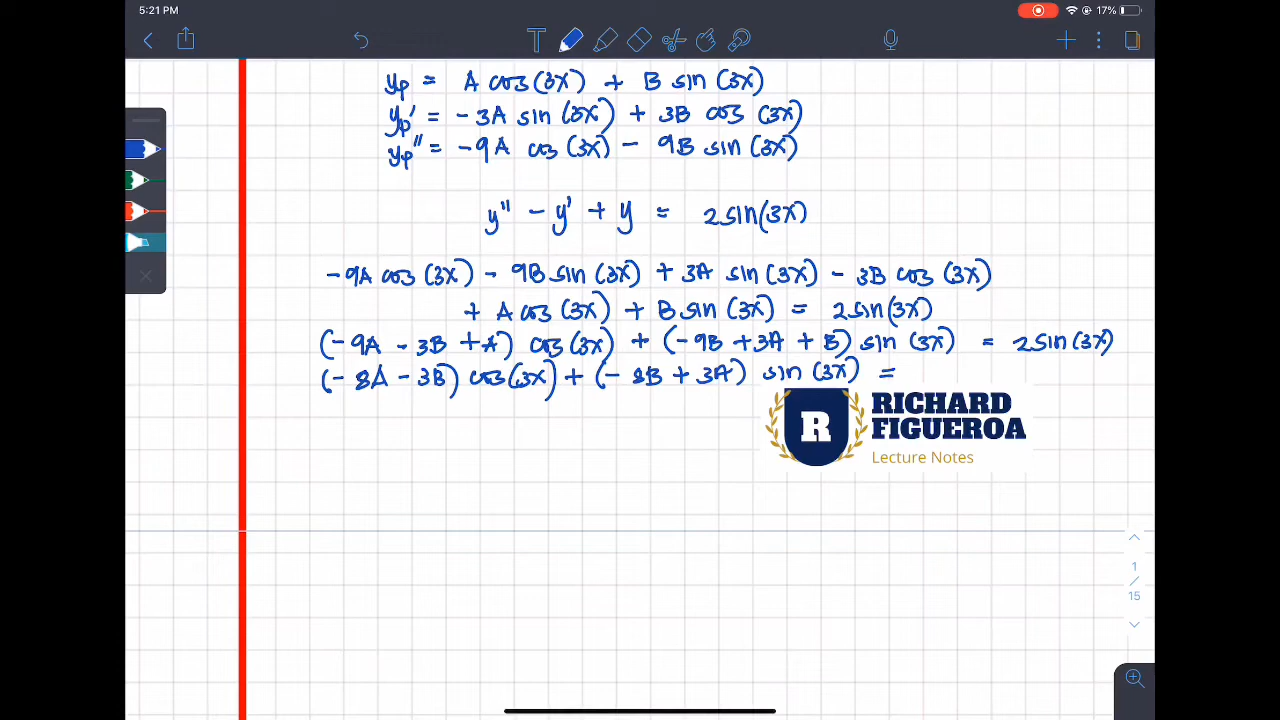 5:21 PM
17%
T
yp = A cos(3x) + B sin(3x)
yp' = -3A sin(3x) + 3B cos(3x)
yp'' = -9A cos(3x) - 9B sin(3x)
y'' - y' + y = 2sin(3x)
-9A cos(3x) - 9B sin(3x) + 3A sin(3x) - 3B cos(3x)
+ A cos(3x) + B sin(3x) = 2sin(3x)
(-9A - 3B + A) cos(3x) + (-9B + 3A + B) sin(3x) = 2sin(3x)
(-8A - 3B) cos(3x) + (-8B + 3A) sin(3x) =
R
RICHARD
FIGUEROA
Lecture Notes
1
/
15